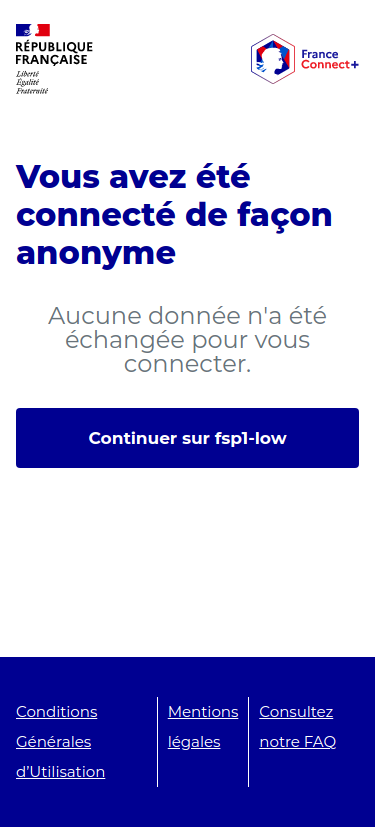 RÉPUBLIQUE
FRANÇAISE
Liberté
Égalité
Fraternité
France
Connect+
Vous avez été
connecté de façon
anonyme
Aucune donnée n'a été
échangée pour vous
connecter.
Continuer sur fsp1-low
Conditions
Générales
d’Utilisation
Mentions
légales
Consultez
notre FAQ